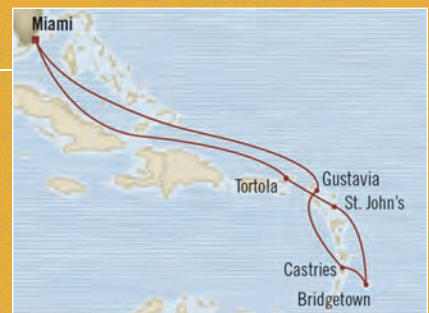 Miami
Tortola
Gustavia
St. John's
Castries
Bridgetown